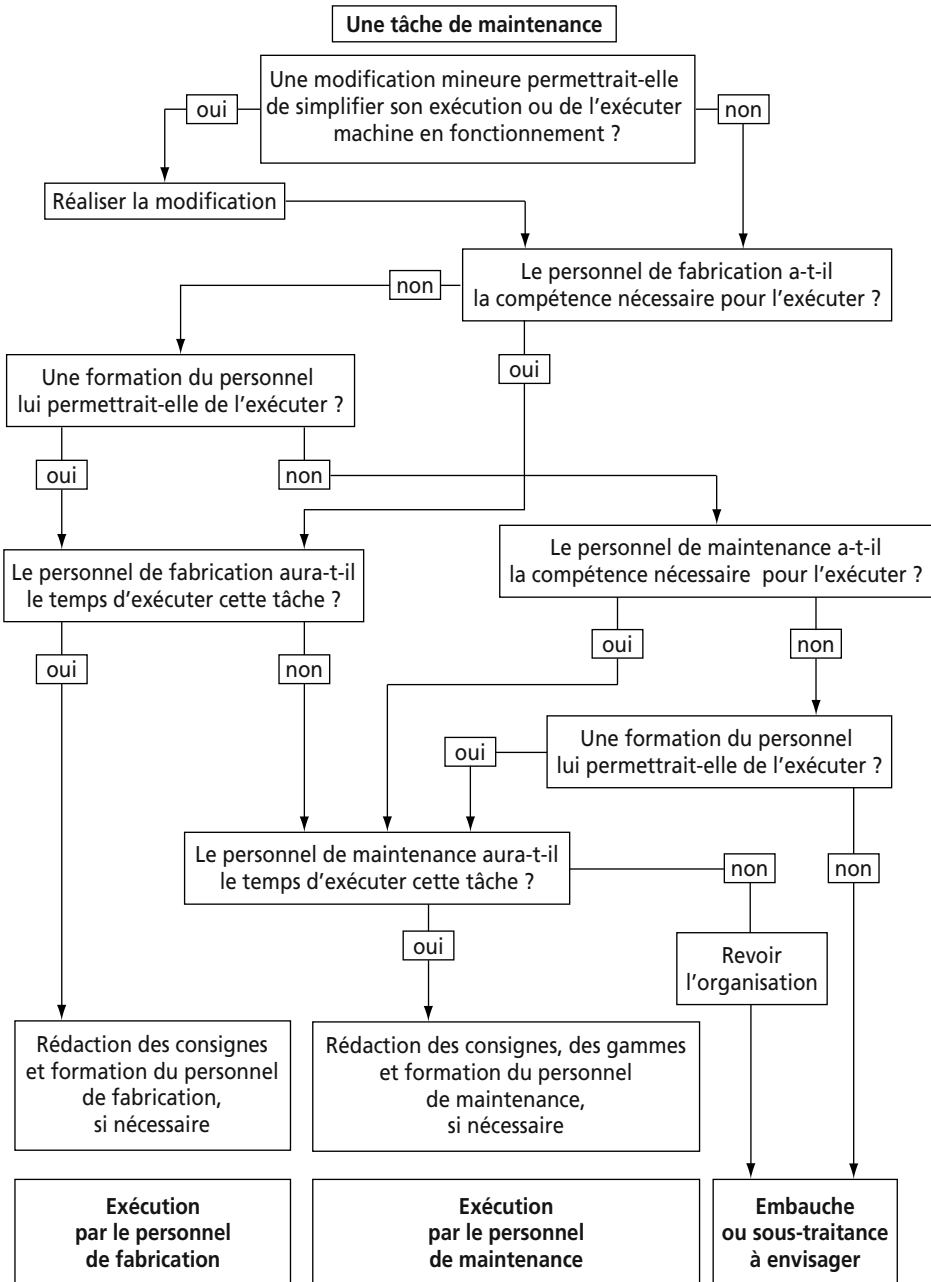 Une tâche de maintenance
Une modification mineure permettrait-elle
de simplifier son exécution ou de l'exécuter
machine en fonctionnement ?
oui
non
Réaliser la modification
Le personnel de fabrication a-t-il
la compétence nécessaire pour l'exécuter ?
non
oui
Une formation du personnel
lui permettrait-elle de l'exécuter ?
oui
non
Le personnel de maintenance a-t-il
la compétence nécessaire pour l'exécuter ?
Le personnel de fabrication aura-t-il
le temps d'exécuter cette tâche ?
oui
non
oui
non
Une formation du personnel
lui permettrait-elle de l'exécuter ?
oui
non
Le personnel de maintenance aura-t-il
le temps d'exécuter cette tâche ?
non
oui
Revoir
l'organisation
Rédaction des consignes
et formation du personnel
de fabrication,
si nécessaire
Rédaction des consignes, des gammes
et formation du personnel
de maintenance,
si nécessaire
Exécution
par le personnel
de fabrication
Exécution
par le personnel
de maintenance
Embauche
ou sous-traitance
à envisager